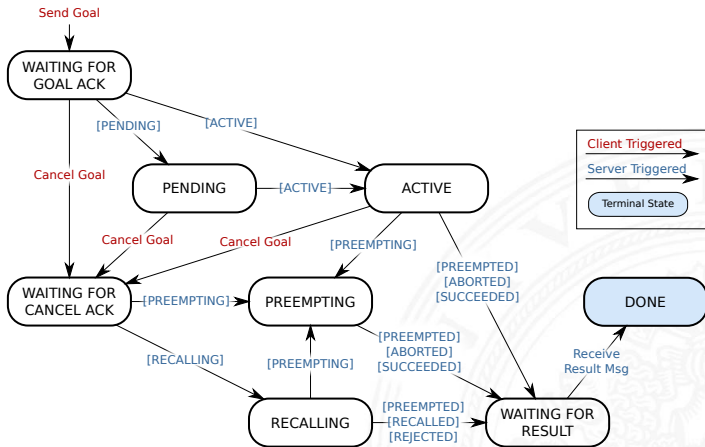 Send Goal
WAITING FOR
GOAL ACK
[PENDING]
[ACTIVE]
Client Triggered
Server Triggered
Terminal State
Cancel Goal
PENDING
[ACTIVE]
ACTIVE
Cancel Goal
Cancel Goal
[PREEMPTING]
[PREEMPTED]
[ABORTED]
[SUCCEEDED]
WAITING FOR
CANCEL ACK
[PREEMPTING]
PREEMPTING
DONE
[PREEMPTED]
[ABORTED]
[SUCCEEDED]
[RECALLING]
[PREEMPTING]
Receive
Result Msg
RECALLING
[PREEMPTED]
[RECALLED]
[REJECTED]
WAITING FOR
RESULT